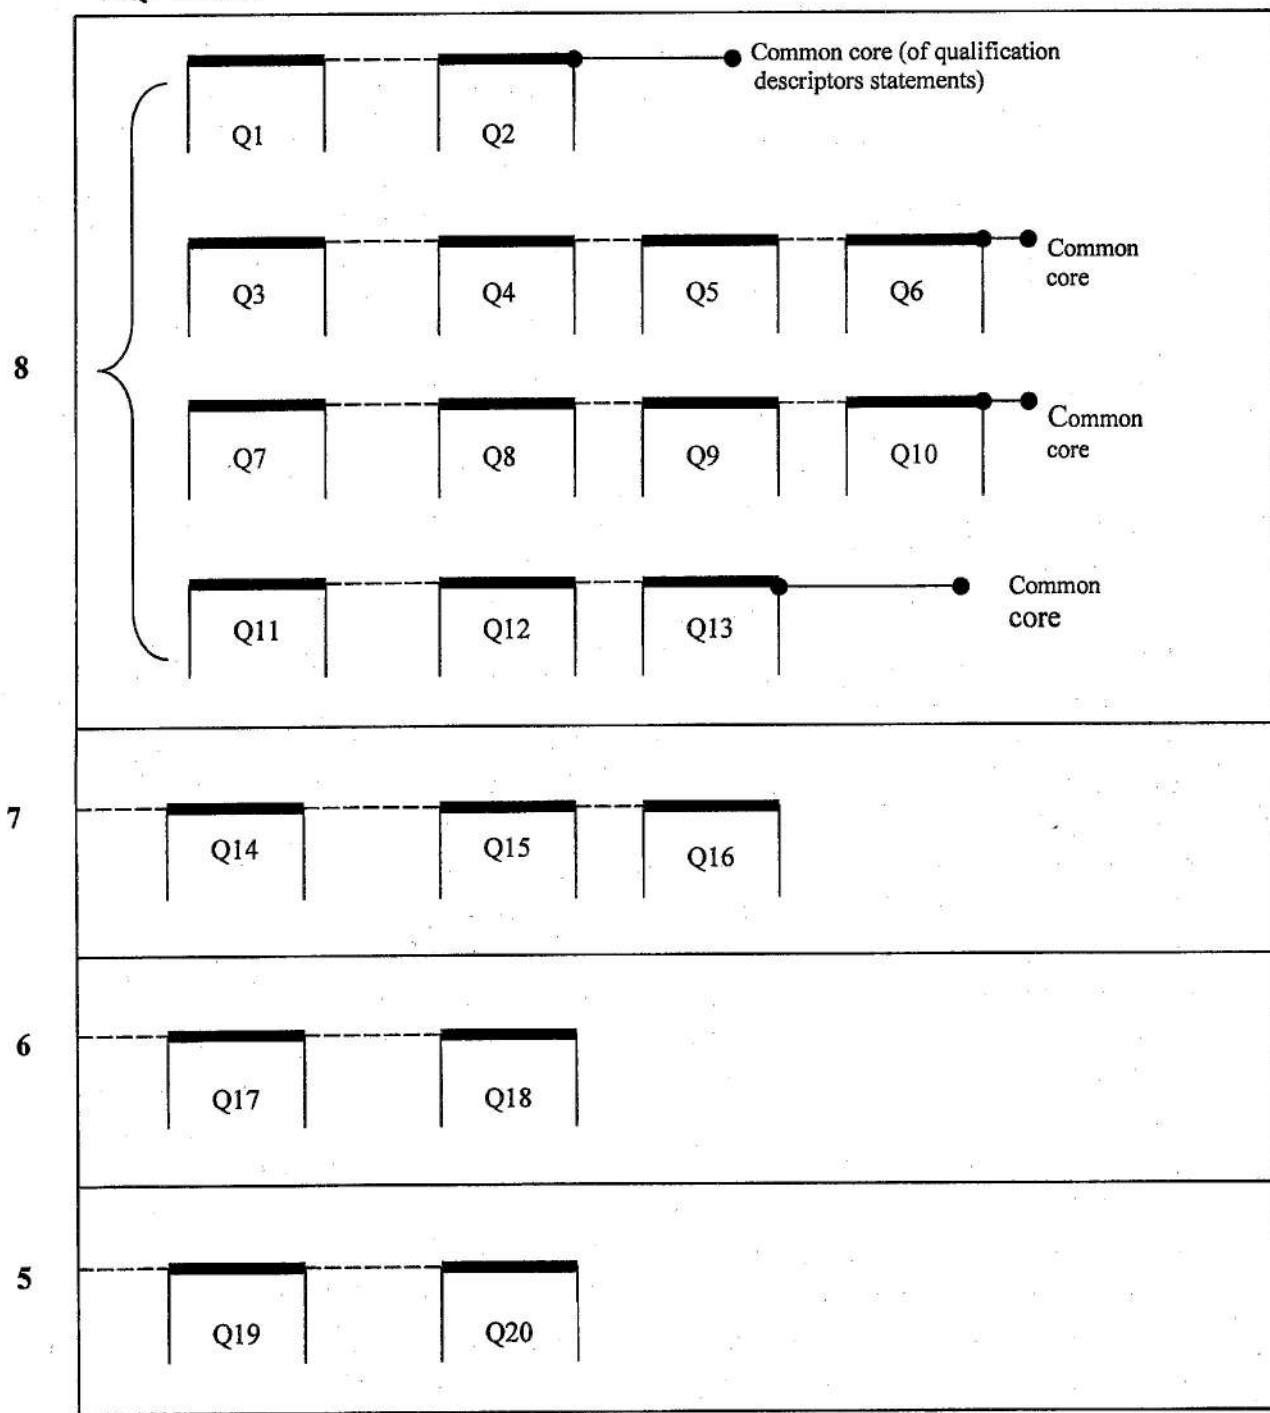 Common core (of qualification
descriptors statements)
Q1
Q2
Common
core
Q3
Q4
Q5
Q6
8
Common
core
Q7
Q8
Q9
Q10
Common
core
Q11
Q12
Q13
7
Q14
Q15
Q16
6
Q17
Q18
5
Q19
Q20